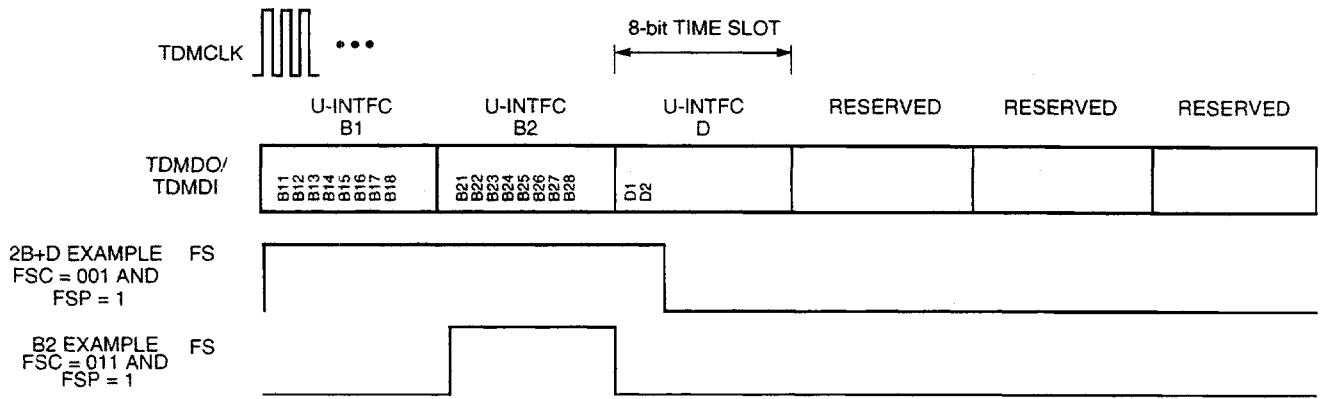 8-bit TIME SLOT
TDMCLK
U-INTFC
B1
U-INTFC
B2
U-INTFC
D
RESERVED
RESERVED
RESERVED
TDMDO/
TDMDI
B11
B12
B13
B14
B15
B16
B17
B18
B21
B22
B23
B24
B25
B26
B27
B28
D1
D2
2B+D EXAMPLE
FSC = 001 AND
FSP = 1
FS
B2 EXAMPLE
FSC = 011 AND
FSP = 1
FS